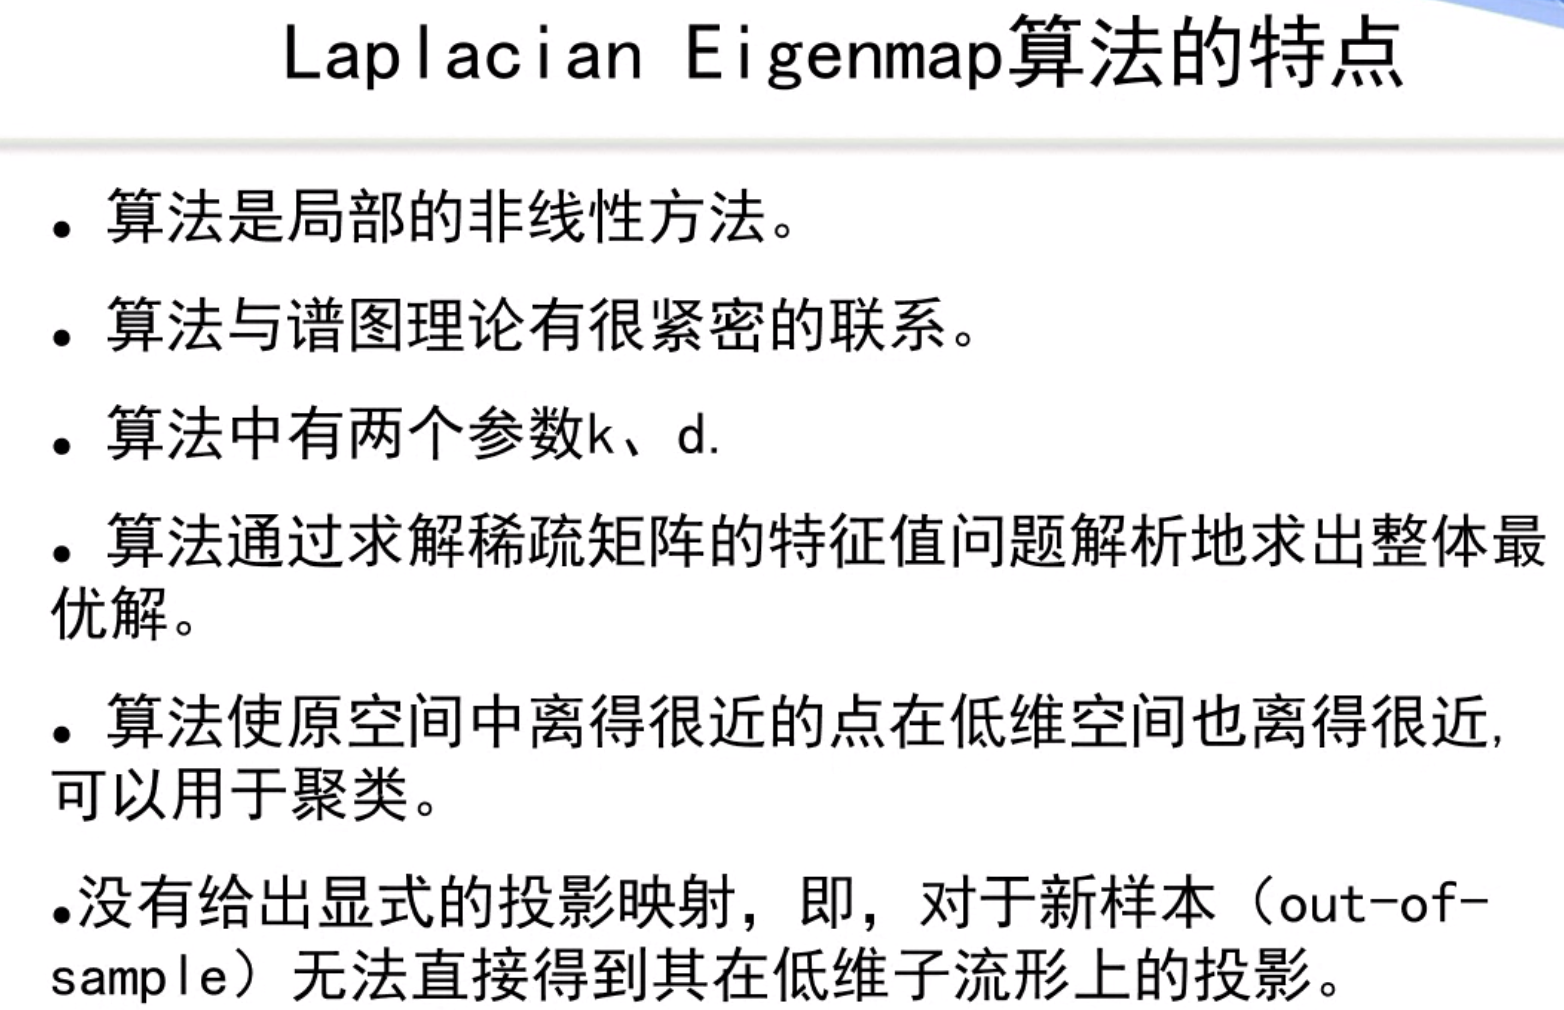 Laplacian Eigenmap算法的特点
• 算法是局部的非线性方法。
• 算法与谱图理论有很紧密的联系。
• 算法中有两个参数k、d.
• 算法通过求解稀疏矩阵的特征值问题解析地求出整体最
优解。
• 算法使原空间中离得很近的点在低维空间也离得很近,
可以用于聚类。
•没有给出显式的投影映射，即，对于新样本（out-of-
sample）无法直接得到其在低维子流形上的投影。